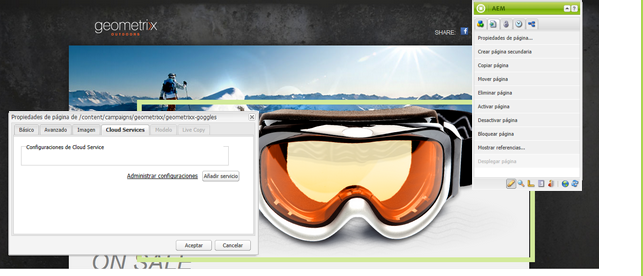 geometrixx
OUTDOORS
SHARE:
AEM
Propiedades de página...
Crear página secundaria
Copiar página
Mover página
Eliminar página
Activar página
Desactivar página
Bloquear página
Mostrar referencias...
Desplegar página
Propiedades de página de /content/campaigns/geometrixx/geometrixx-goggles
Básico Avanzado Imagen Cloud Services Modelo Live Copy
Configuraciones de Cloud Service
Administrar configuraciones Añadir servicio
Aceptar Cancelar
ON SALE